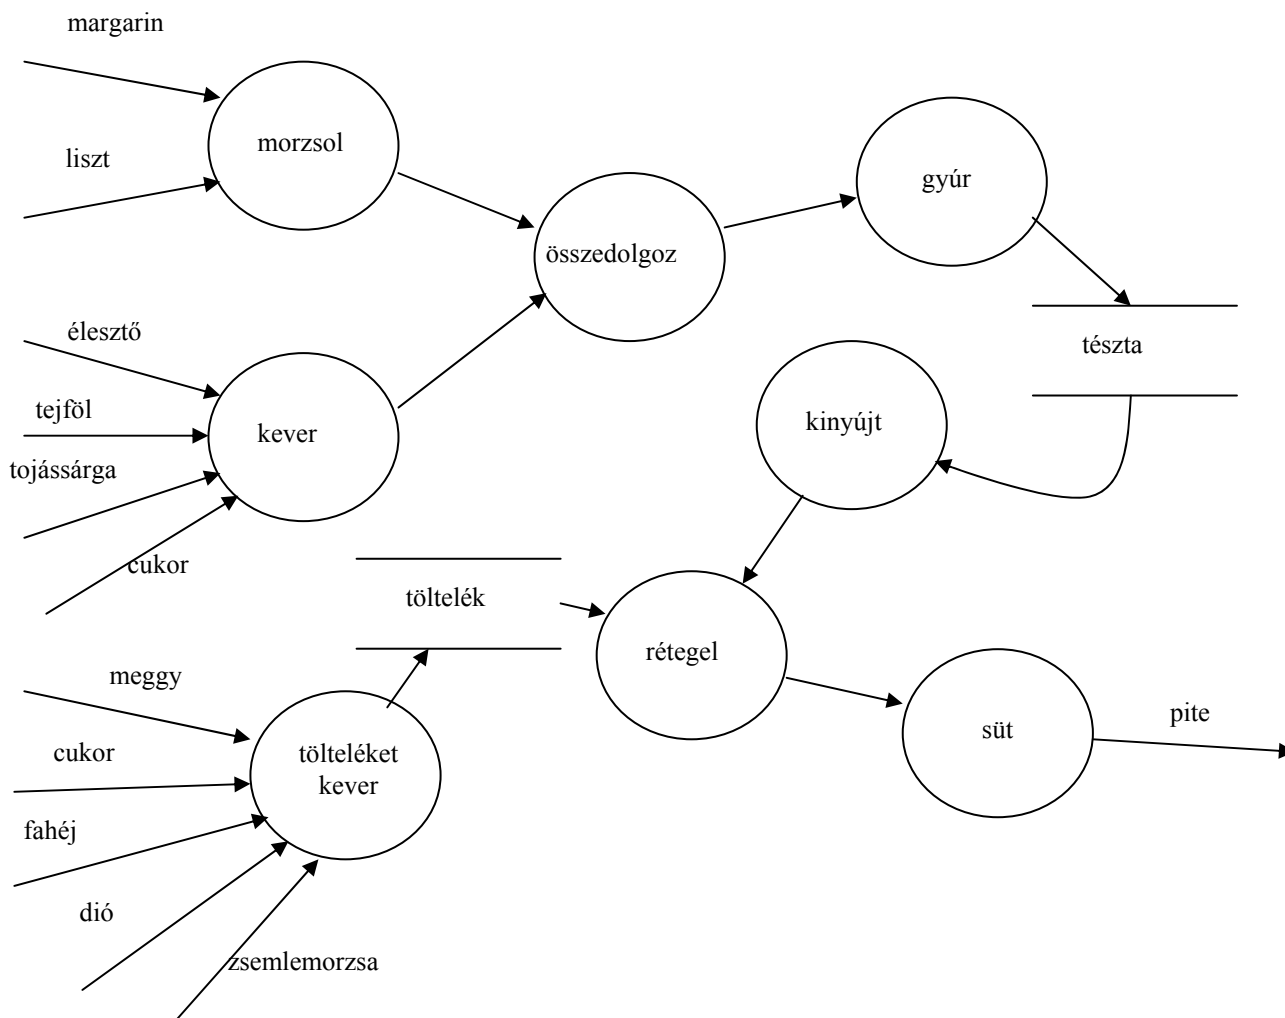 margarin
liszt
morzsol
összedolgoz
gyúr
tészta
élesztő
tejföl
tojássárga
cukor
kever
kinyújt
töltelék
rétegel
meggy
cukor
fahéj
dió
zsemlemorzsa
tölteléket
kever
süt
pite